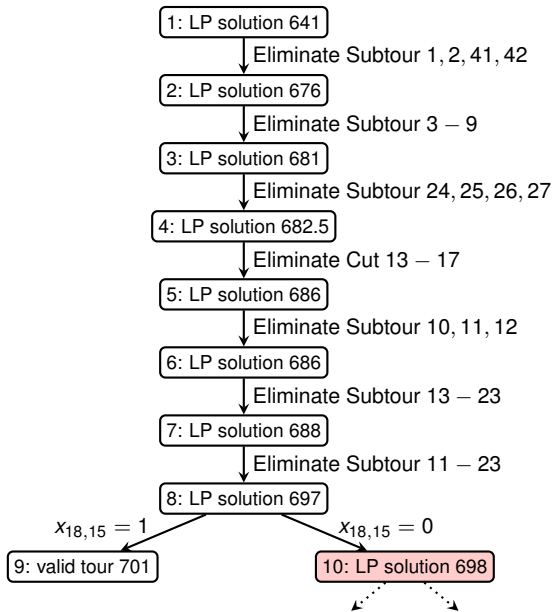 1: LP solution 641
Eliminate Subtour 1, 2, 41, 42
2: LP solution 676
Eliminate Subtour 3 − 9
3: LP solution 681
Eliminate Subtour 24, 25, 26, 27
4: LP solution 682.5
Eliminate Cut 13 − 17
5: LP solution 686
Eliminate Subtour 10, 11, 12
6: LP solution 686
Eliminate Subtour 13 − 23
7: LP solution 688
Eliminate Subtour 11 − 23
8: LP solution 697
x18,15 = 1
x18,15 = 0
9: valid tour 701
10: LP solution 698